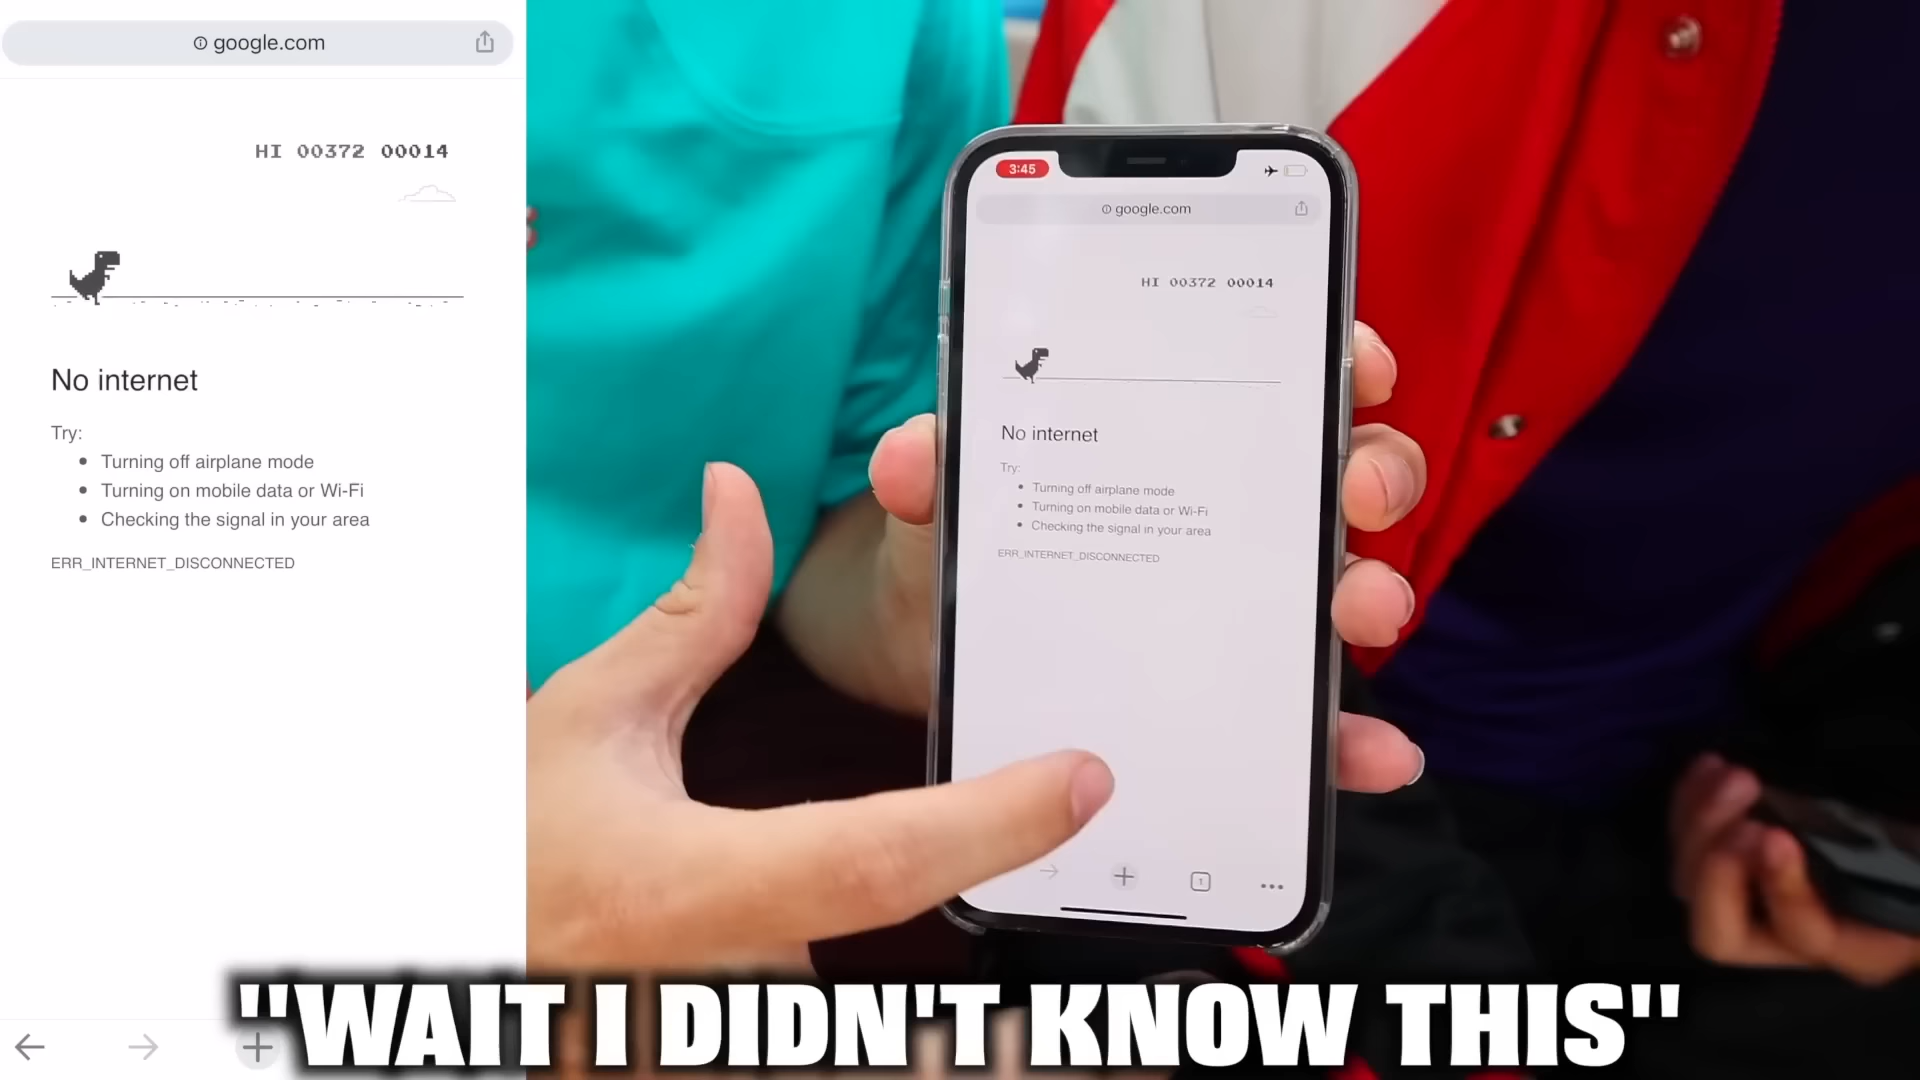 google.com
HI 00372 00014
No internet
Try:
• Turning off airplane mode
• Turning on mobile data or Wi-Fi
• Checking the signal in your area
ERR_INTERNET_DISCONNECTED
3:45
google.com
HI 00372 00014
No internet
Try:
• Turning off airplane mode
• Turning on mobile data or Wi-Fi
• Checking the signal in your area
ERR_INTERNET_DISCONNECTED
1
"WAIT I DIDN'T KNOW THIS"